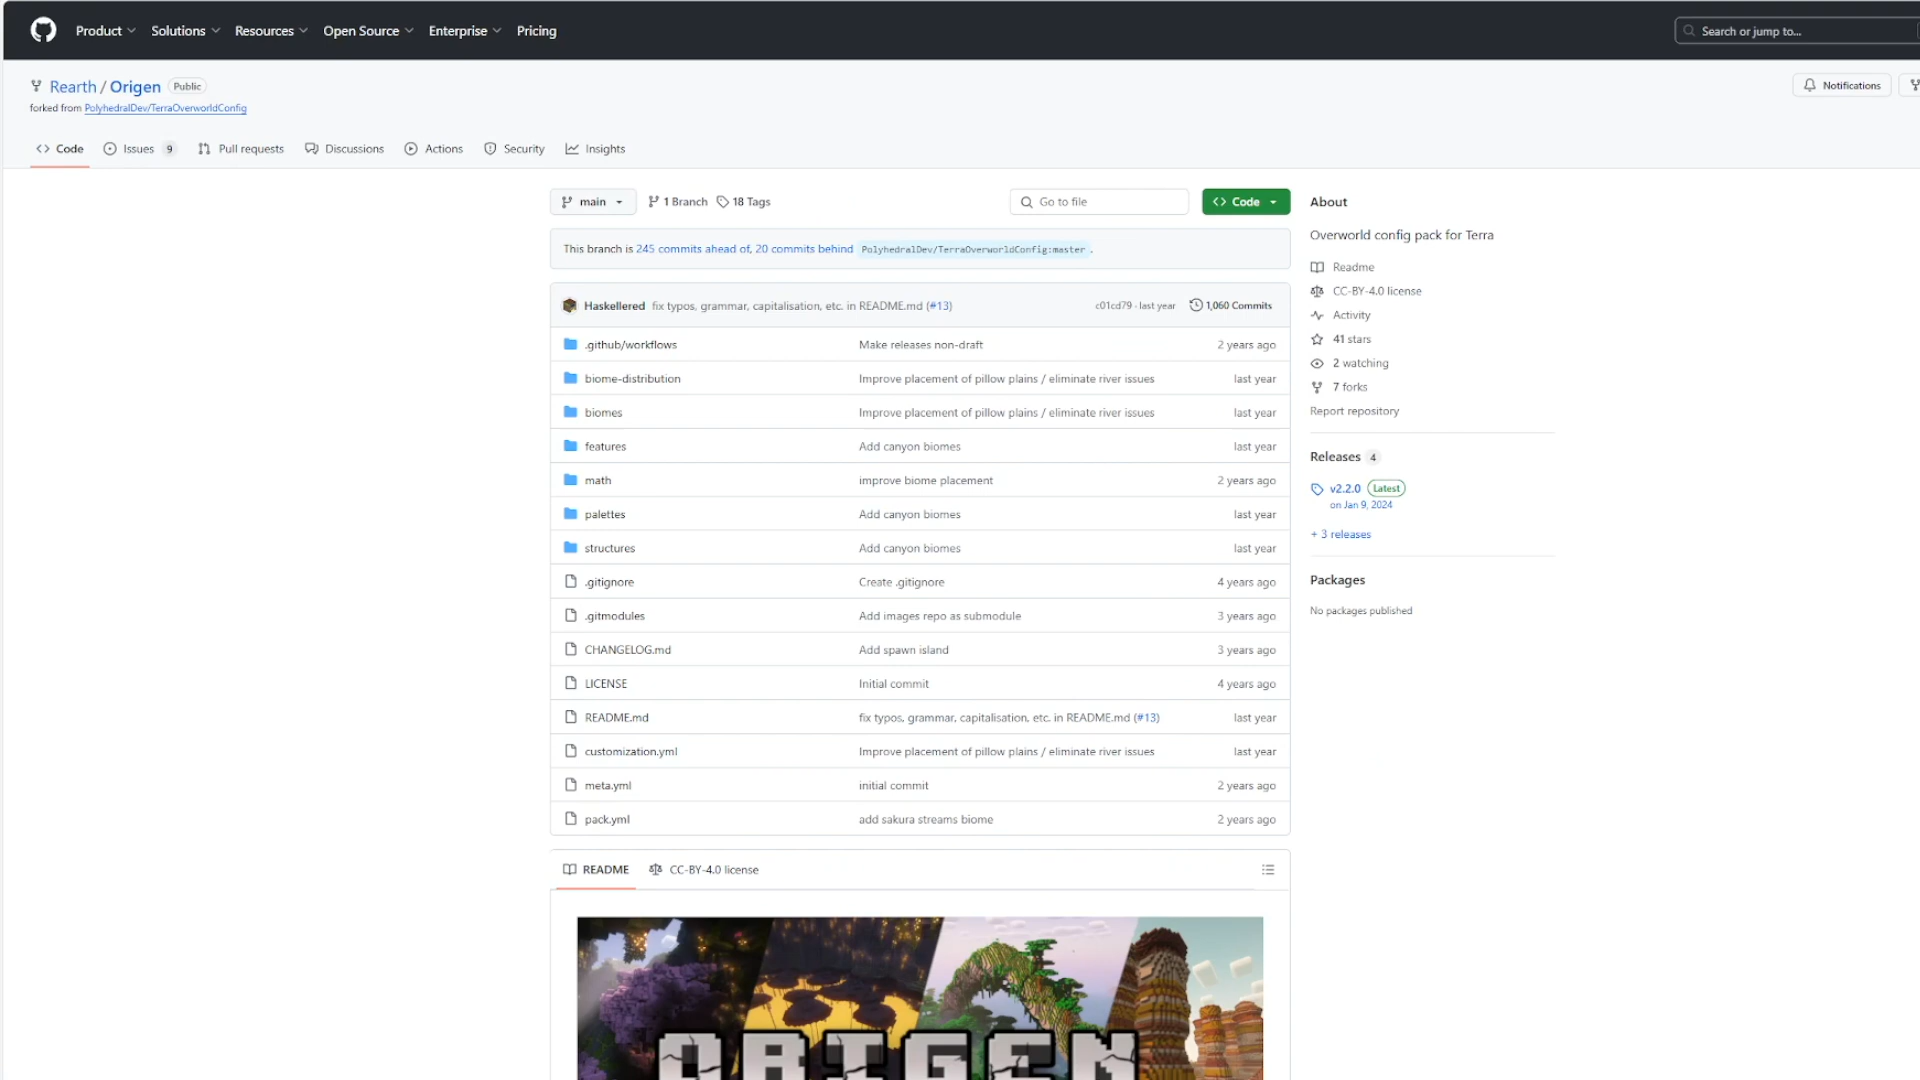 Product Solutions Resources Open Source Enterprise Pricing Search or jump to...
Rearth / Origen Public Notifications
forked from PolyhedralDev/TerraOverworldConfig
Code Issues 9 Pull requests Discussions Actions Security Insights
main 1 Branch 18 Tags Go to file Code
This branch is 245 commits ahead of, 20 commits behind PolyhedralDev/TerraOverworldConfig:master .
Haskellered fix typos, grammar, capitalisation, etc. in README.md (#13) c01cd79 · last year 1,060 Commits
.github/workflows Make releases non-draft 2 years ago
biome-distribution Improve placement of pillow plains / eliminate river issues last year
biomes Improve placement of pillow plains / eliminate river issues last year
features Add canyon biomes last year
math improve biome placement 2 years ago
palettes Add canyon biomes last year
structures Add canyon biomes last year
.gitignore Create .gitignore 4 years ago
.gitmodules Add images repo as submodule 3 years ago
CHANGELOG.md Add spawn island 3 years ago
LICENSE Initial commit 4 years ago
README.md fix typos, grammar, capitalisation, etc. in README.md (#13) last year
customization.yml Improve placement of pillow plains / eliminate river issues last year
meta.yml initial commit 2 years ago
pack.yml add sakura streams biome 2 years ago
README CC-BY-4.0 license
ORIGEN
About
Overworld config pack for Terra
Readme
CC-BY-4.0 license
Activity
41 stars
2 watching
7 forks
Report repository
Releases 4
v2.2.0 Latest
on Jan 9, 2024
+ 3 releases
Packages
No packages published